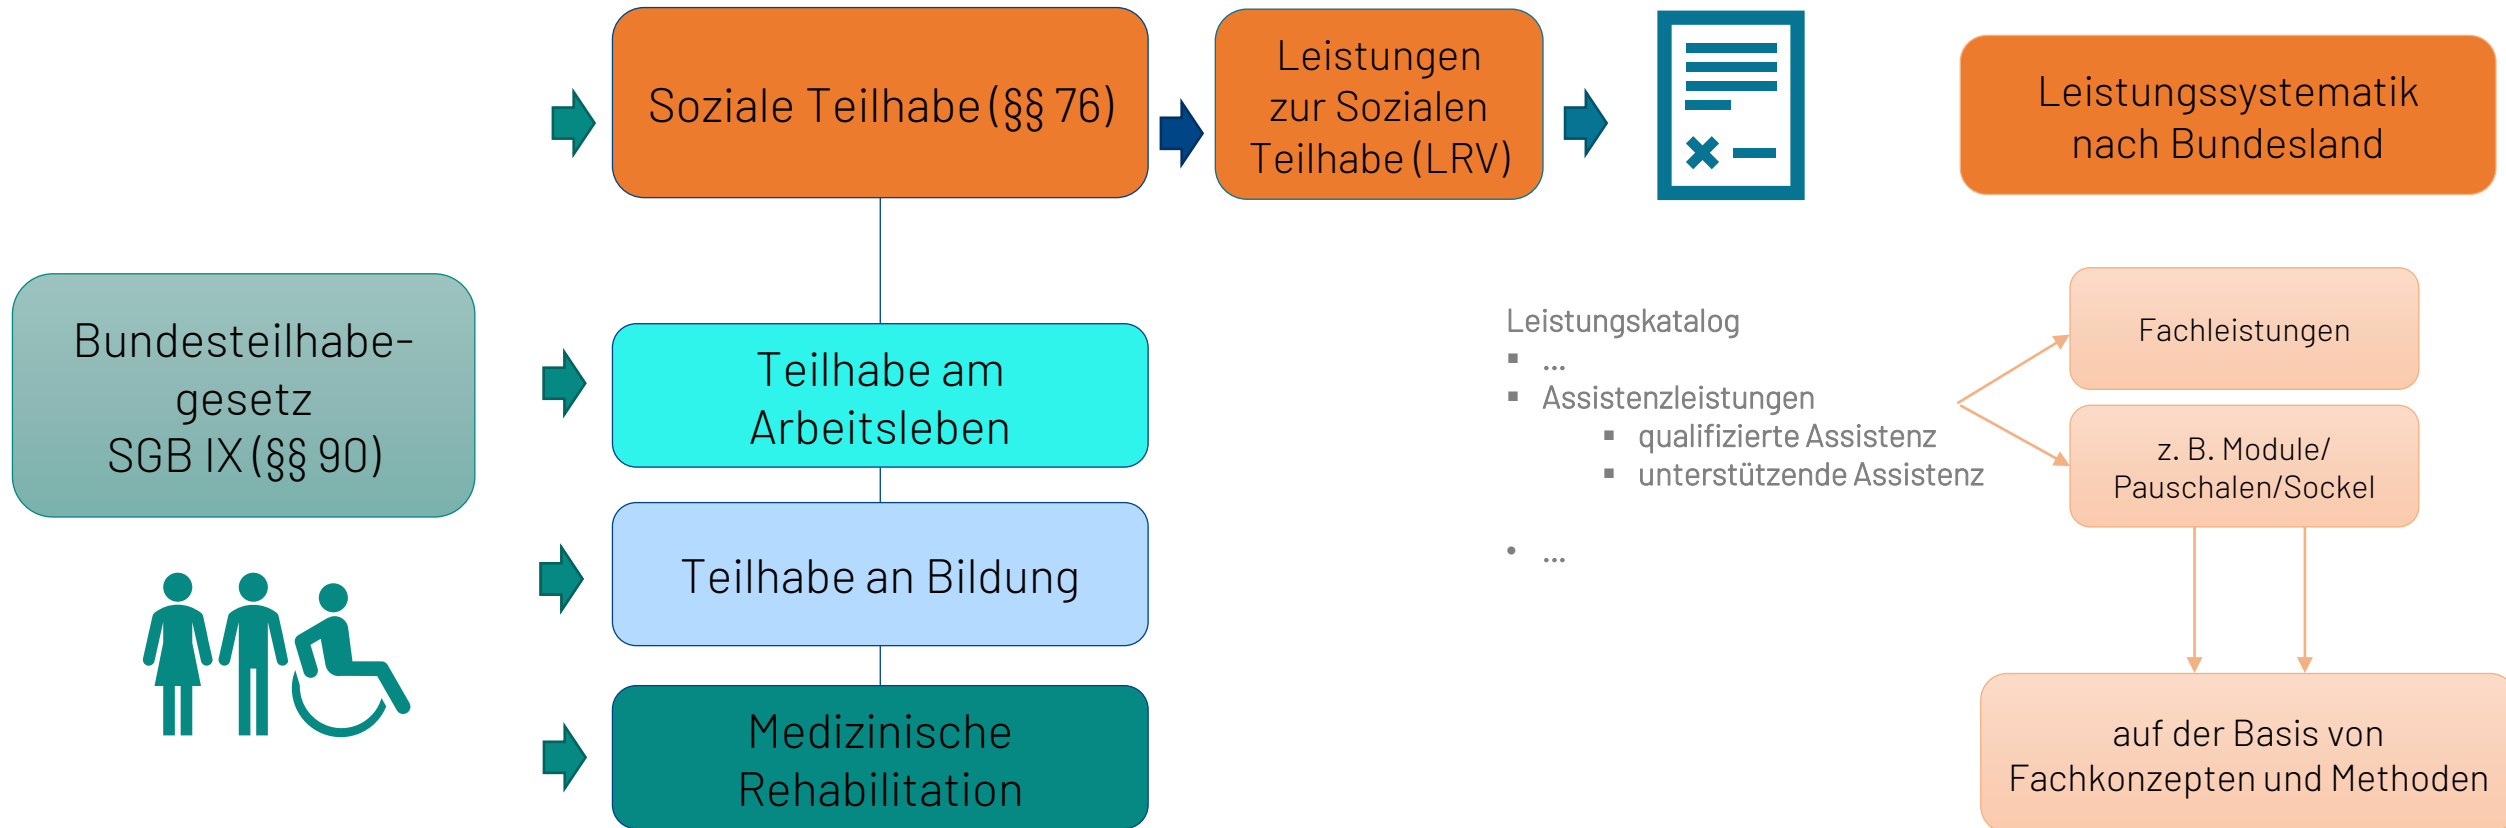 Bundesteilhabe-
gesetz
SGB IX (§§ 90)
Soziale Teilhabe (§§ 76)
Teilhabe am
Arbeitsleben
Teilhabe an Bildung
Medizinische
Rehabilitation
Leistungen
zur Sozialen
Teilhabe (LRV)
Leistungskatalog
▪ ...
▪ Assistenzleistungen
▪ qualifizierte Assistenz
▪ unterstützende Assistenz
• ...
Leistungssystematik
nach Bundesland
Fachleistungen
z. B. Module/
Pauschalen/Sockel
auf der Basis von
Fachkonzepten und Methoden